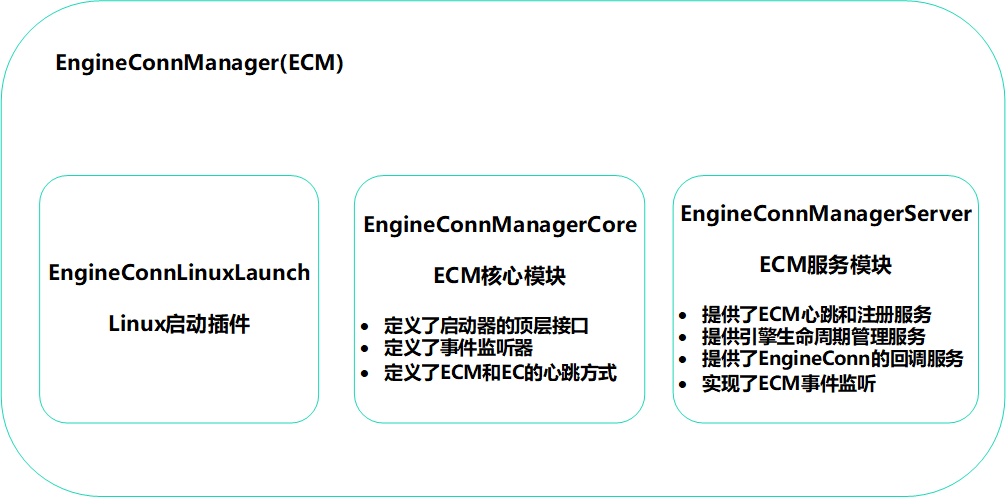 EngineConnManager(ECM)
EngineConnLinuxLaunch
Linux启动插件
EngineConnManagerCore
ECM核心模块
• 定义了启动器的顶层接口
• 定义了事件监听器
• 定义了ECM和EC的心跳方式
EngineConnManagerServer
ECM服务模块
• 提供了ECM心跳和注册服务
• 提供引擎生命周期管理服务
• 提供了EngineConn的回调服务
• 实现了ECM事件监听